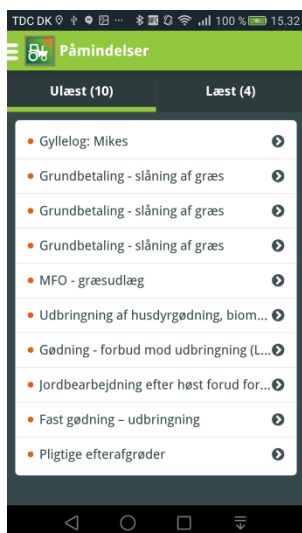 TDC DK 100 % 15.32
Påmindelser
Ulæst (10) Læst (4)
Gyllelog: Mikes
Grundbetaling - slåning af græs
Grundbetaling - slåning af græs
Grundbetaling - slåning af græs
MFO - græsudlæg
Udbringning af husdyrgødning, biom...
Gødning - forbud mod udbringning (L...
Jordbearbejdning efter høst forud for...
Fast gødning – udbringning
Pligtige efterafgrøder